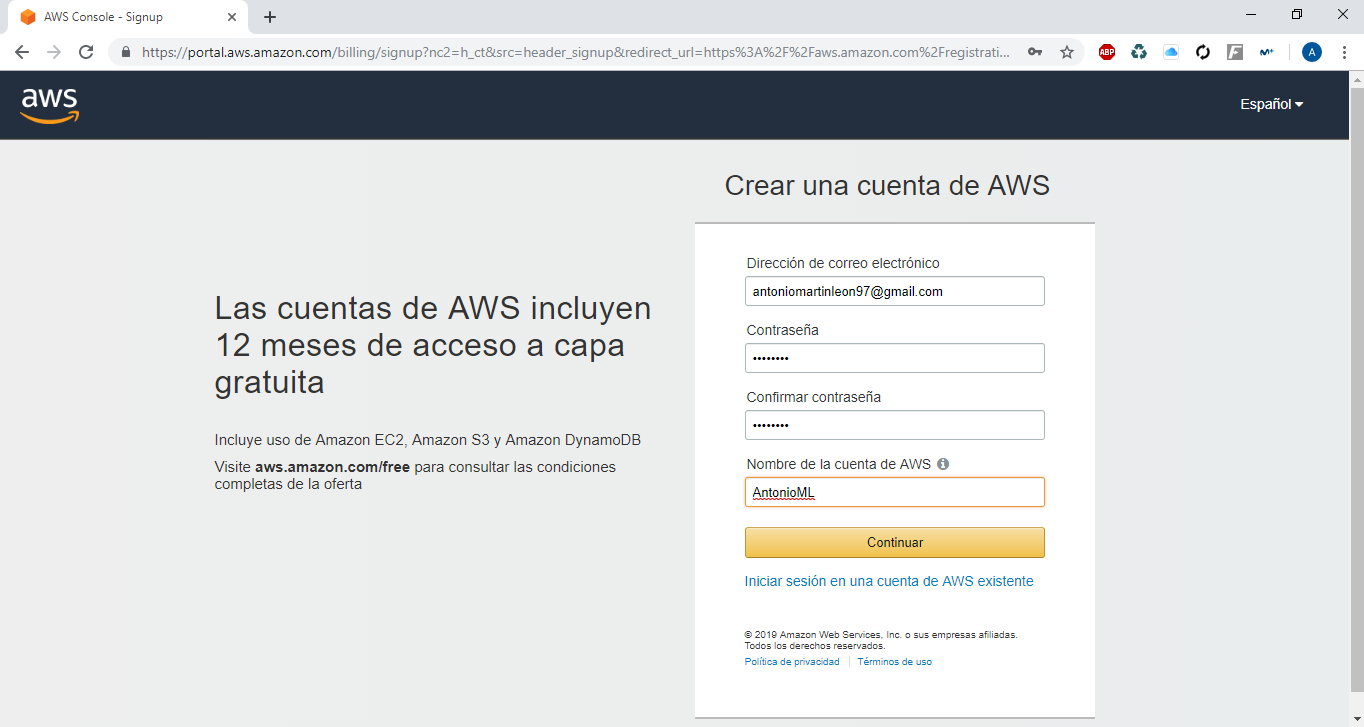 AWS Console - Signup
https://portal.aws.amazon.com/billing/signup?nc2=h_ct&src=header_signup&redirect_url=https%3A%2F%2Faws.amazon.com%2Fregistrati...
ABP
F
A
aws
Español
Crear una cuenta de AWS
Las cuentas de AWS incluyen
12 meses de acceso a capa
gratuita
Incluye uso de Amazon EC2, Amazon S3 y Amazon DynamoDB
Visite aws.amazon.com/free para consultar las condiciones
completas de la oferta
Dirección de correo electrónico
antoniomartinleon97@gmail.com
Contraseña
••••••••
Confirmar contraseña
••••••••
Nombre de la cuenta de AWS
AntonioML
Continuar
Iniciar sesión en una cuenta de AWS existente
© 2019 Amazon Web Services, Inc. o sus empresas afiliadas.
Todos los derechos reservados.
Política de privacidad | Términos de uso